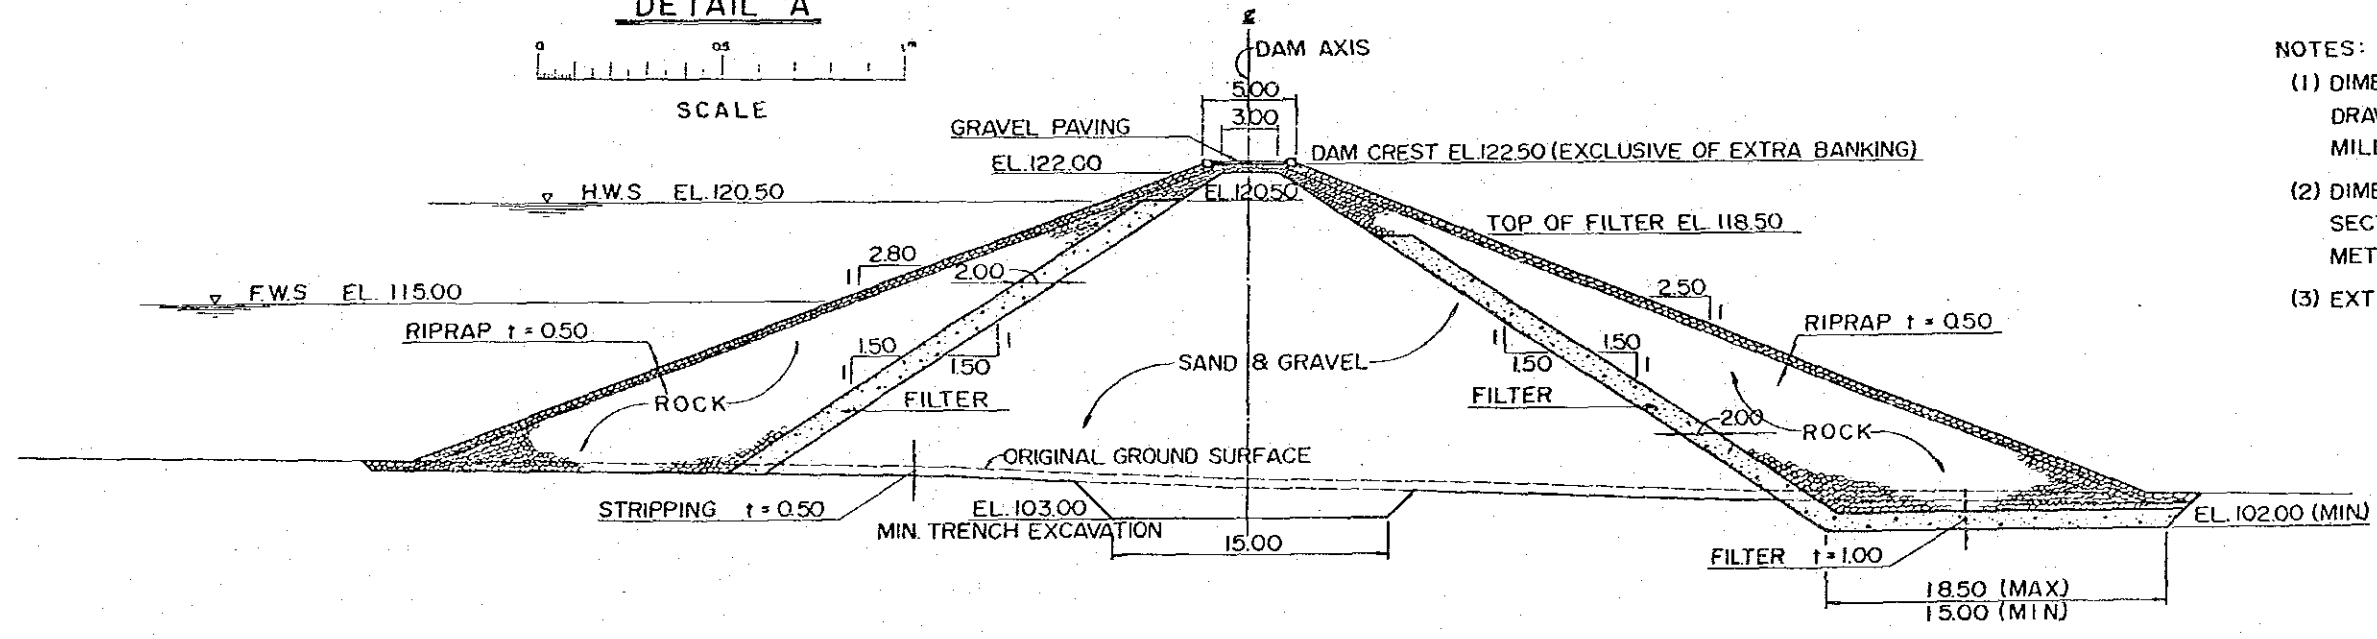 DETAIL A
0 0.5 1m
SCALE
DAM AXIS
5.00
3.00
GRAVEL PAVING
EL.122.00
DAM CREST EL.122.50 (EXCLUSIVE OF EXTRA BANKING)
H.W.S EL.120.50
EL.120.50
TOP OF FILTER EL.118.50
1 2.80
2.00
F.W.S EL. 115.00
2.50 1
RIPRAP t = 0.50
RIPRAP t = 0.50
1 1.50
1.50 1
SAND & GRAVEL
1 1.50
1.50 1
ROCK
FILTER
FILTER
2.00
ROCK
ORIGINAL GROUND SURFACE
STRIPPING t = 0.50
EL.103.00
MIN. TRENCH EXCAVATION
15.00
EL.102.00 (MIN)
FILTER t = 1.00
18.50 (MAX)
15.00 (MIN)
NOTES:
(1) DIME
DRAW
MILL
(2) DIME
SECT
MET
(3) EXT